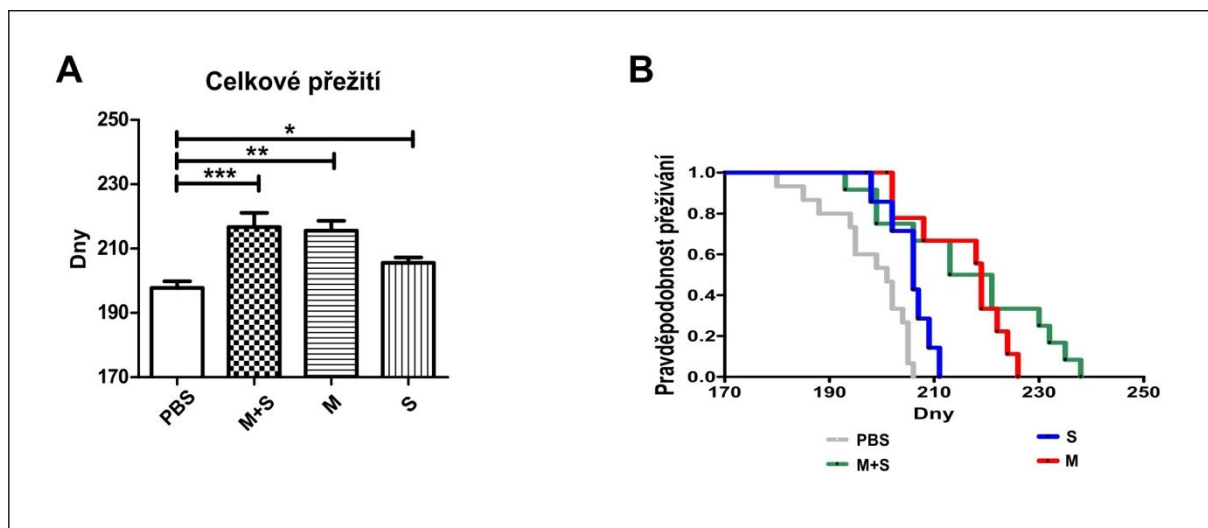 A
Celkové přežití
250
230
210
190
170
Dny
*
**
***
PBS
M+S
M
S
B
Pravděpodobnost přežívání
1.0
0.8
0.6
0.4
0.2
0.0
170 190 210 230 250
Dny
PBS S
M+S M